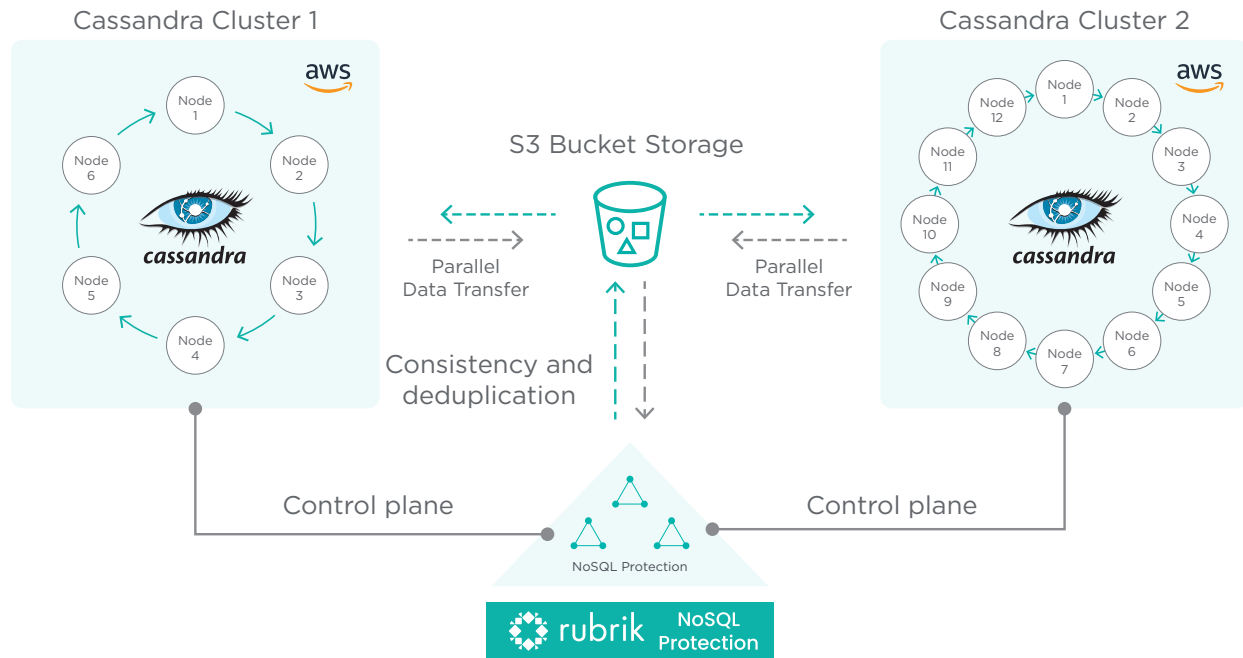 Cassandra Cluster 1
aws
Node
1
Node
2
Node
3
Node
4
Node
5
Node
6
cassandra
S3 Bucket Storage
Parallel
Data Transfer
Parallel
Data Transfer
Consistency and
deduplication
Cassandra Cluster 2
aws
Node
1
Node
2
Node
3
Node
4
Node
5
Node
6
Node
7
Node
8
Node
9
Node
10
Node
11
Node
12
cassandra
Control plane
Control plane
NoSQL Protection
rubrik
NoSQL
Protection